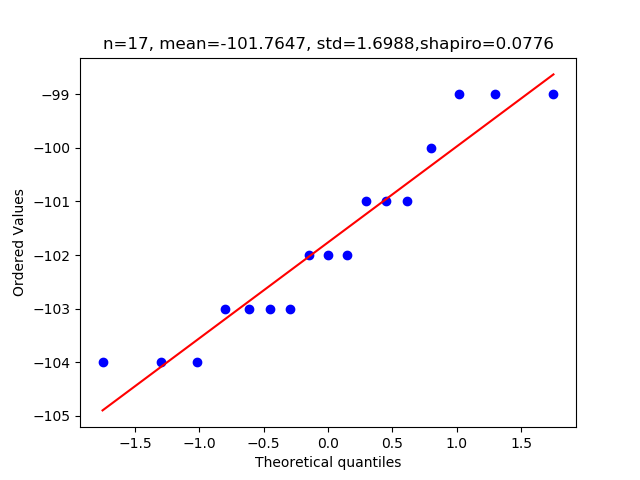 n=17, mean=-101.7647, std=1.6988,shapiro=0.0776
−99
−100
−101
−102
−103
−104
−105
Ordered Values
−1.5 −1.0 −0.5 0.0 0.5 1.0 1.5
Theoretical quantiles